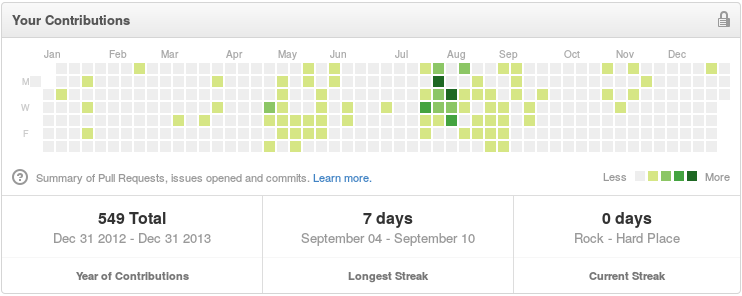 Your Contributions
Jan Feb Mar Apr May Jun Jul Aug Sep Oct Nov Dec
M
W
F
? Summary of Pull Requests, issues opened and commits. Learn more. Less More
549 Total 7 days 0 days
Dec 31 2012 - Dec 31 2013 September 04 - September 10 Rock - Hard Place
Year of Contributions Longest Streak Current Streak